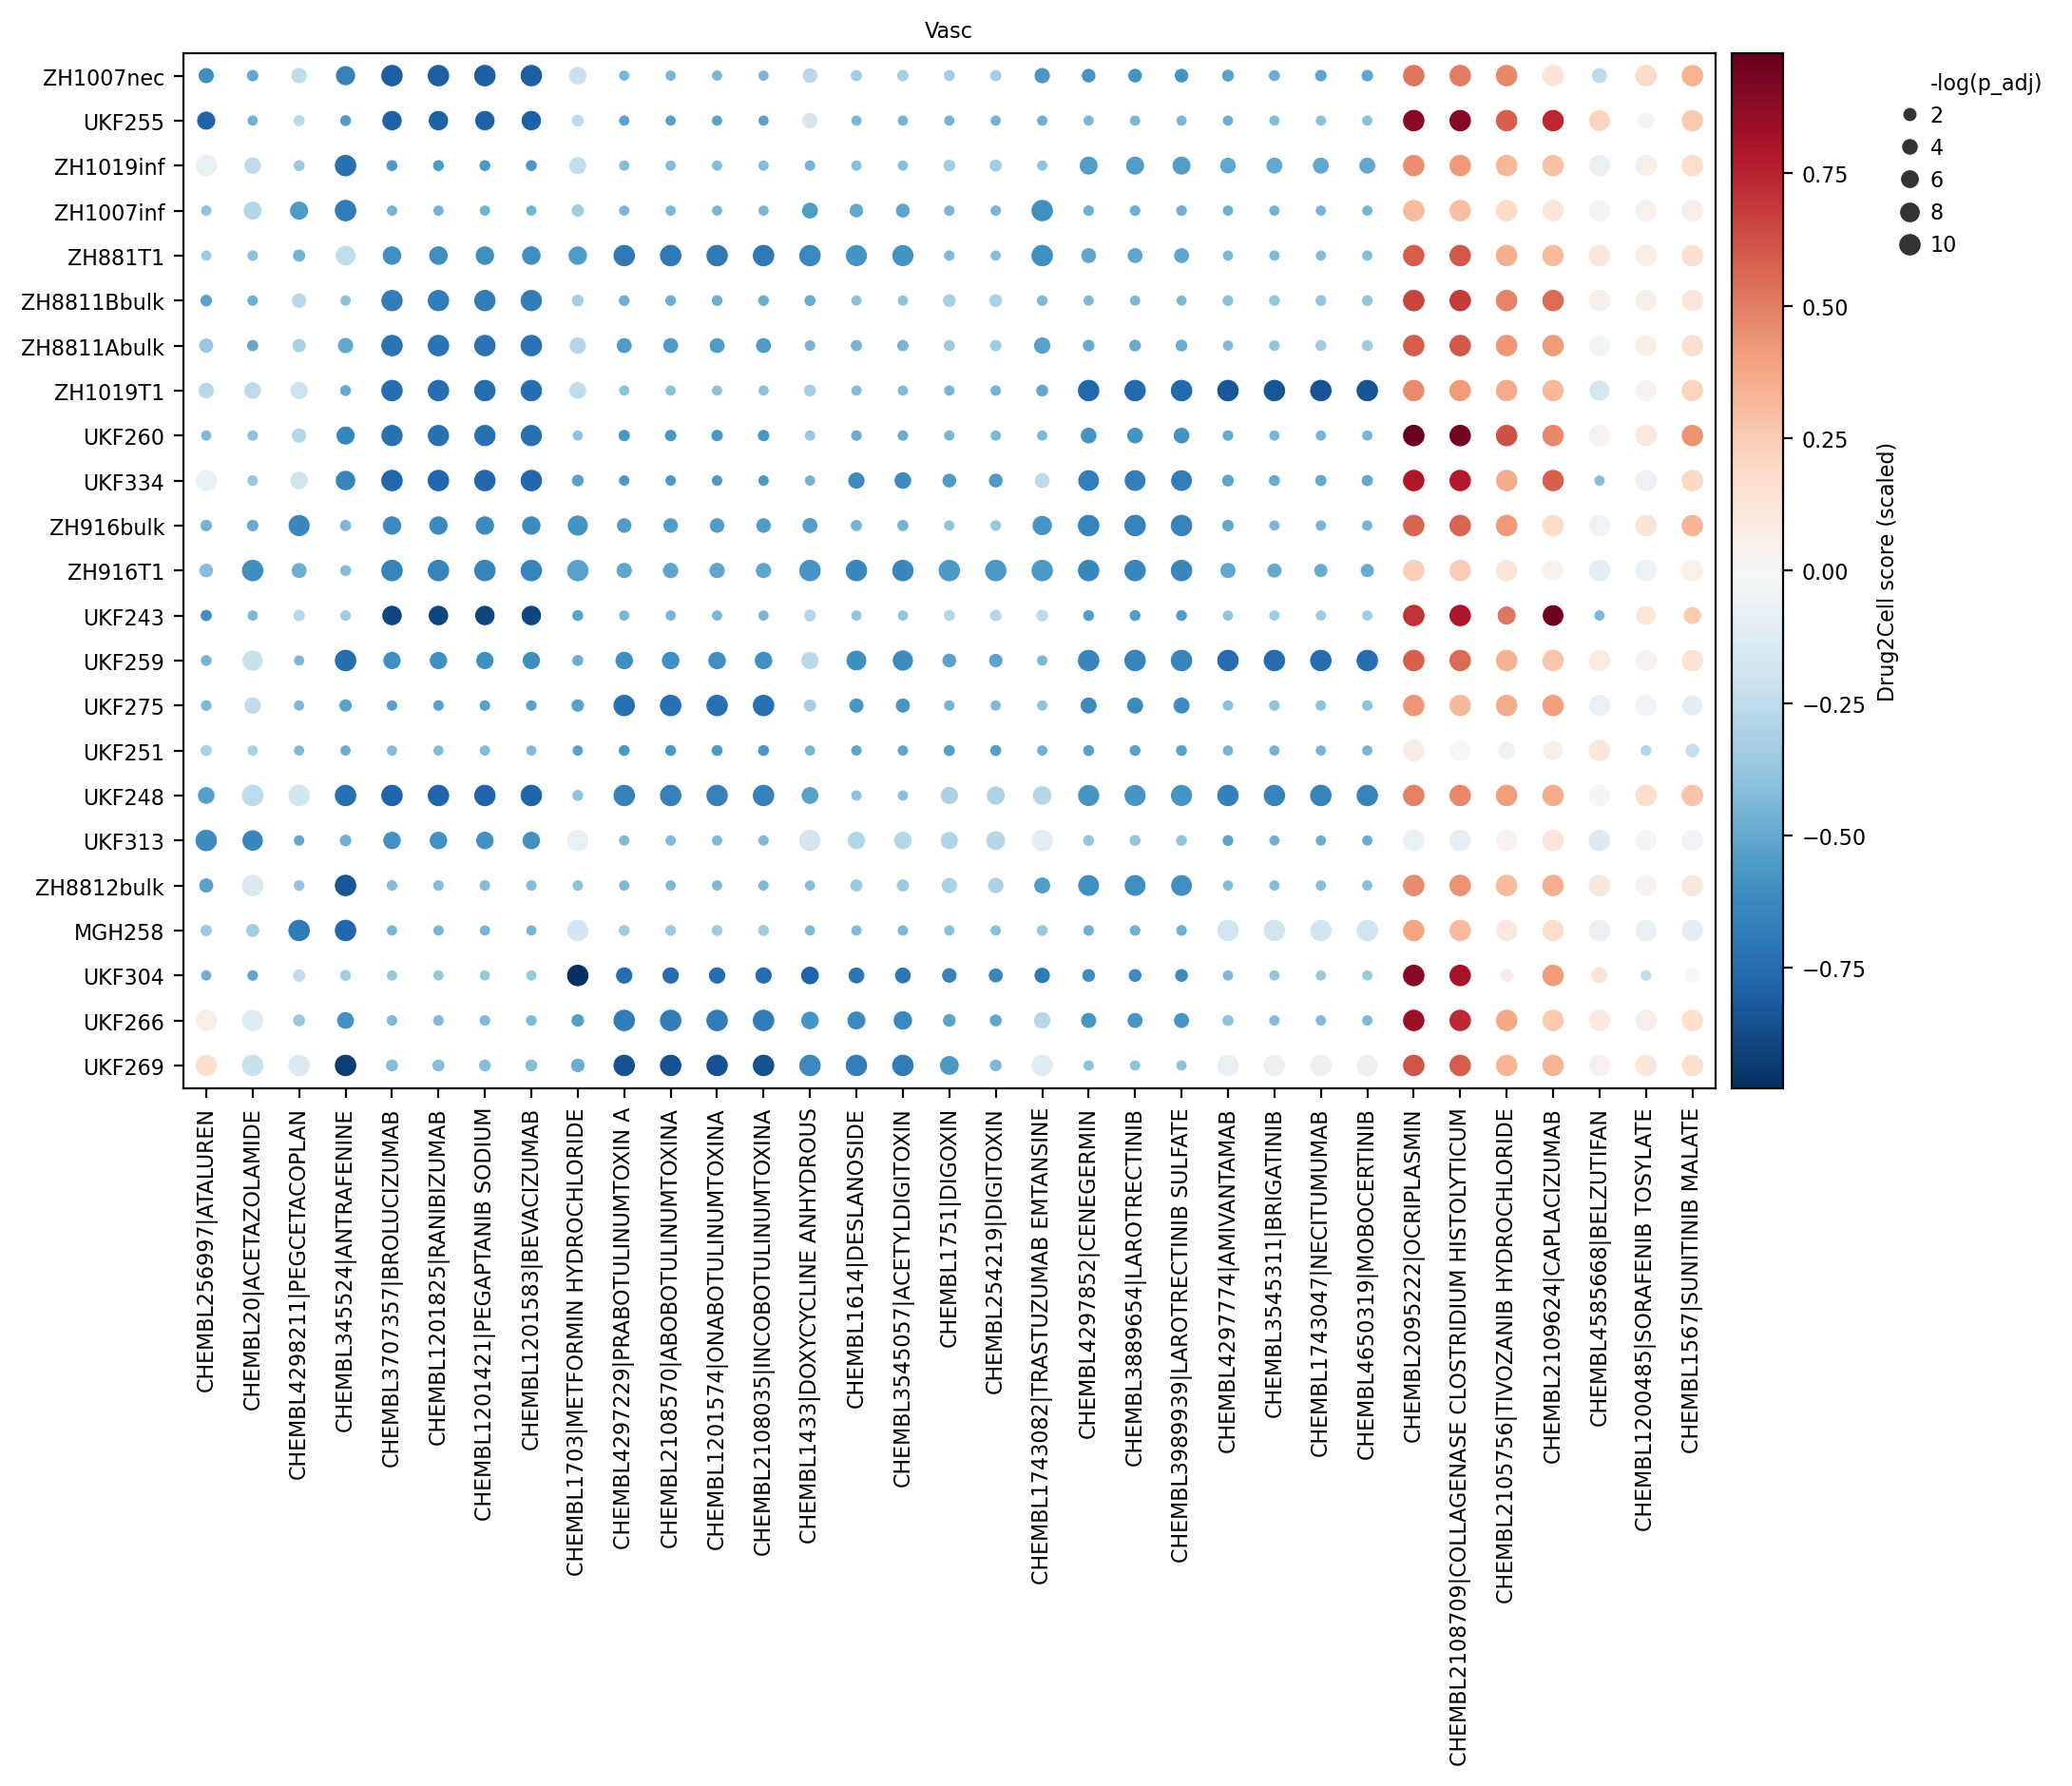 Vasc
ZH1007nec
UKF255
ZH1019inf
ZH1007inf
ZH881T1
ZH8811Bbulk
ZH8811Abulk
ZH1019T1
UKF260
UKF334
ZH916bulk
ZH916T1
UKF243
UKF259
UKF275
UKF251
UKF248
UKF313
ZH8812bulk
MGH258
UKF304
UKF266
UKF269
CHEMBL256997|ATALUREN
CHEMBL20|ACETAZOLAMIDE
CHEMBL4298211|PEGCETACOPLAN
CHEMBL345524|ANTRAFENINE
CHEMBL3707357|BROLUCIZUMAB
CHEMBL1201825|RANIBIZUMAB
CHEMBL1201421|PEGAPTANIB SODIUM
CHEMBL1201583|BEVACIZUMAB
CHEMBL1703|METFORMIN HYDROCHLORIDE
CHEMBL4297229|PRABOTULINUMTOXIN A
CHEMBL2108570|ABOBOTULINUMTOXINA
CHEMBL1201574|ONABOTULINUMTOXINA
CHEMBL2108035|INCOBOTULINUMTOXINA
CHEMBL1433|DOXYCYCLINE ANHYDROUS
CHEMBL1614|DESLANOSIDE
CHEMBL3545057|ACETYLDIGITOXIN
CHEMBL1751|DIGOXIN
CHEMBL254219|DIGITOXIN
CHEMBL1743082|TRASTUZUMAB EMTANSINE
CHEMBL4297852|CENEGERMIN
CHEMBL3889654|LAROTRECTINIB
CHEMBL3989939|LAROTRECTINIB SULFATE
CHEMBL4297774|AMIVANTAMAB
CHEMBL3545311|BRIGATINIB
CHEMBL1743047|NECITUMUMAB
CHEMBL4650319|MOBOCERTINIB
CHEMBL2095222|OCRIPLASMIN
CHEMBL2108709|COLLAGENASE CLOSTRIDIUM HISTOLYTICUM
CHEMBL2105756|TIVOZANIB HYDROCHLORIDE
CHEMBL2109624|CAPLACIZUMAB
CHEMBL4585668|BELZUTIFAN
CHEMBL1200485|SORAFENIB TOSYLATE
CHEMBL1567|SUNITINIB MALATE
0.75
0.50
0.25
0.00
−0.25
−0.50
−0.75
Drug2Cell score (scaled)
-log(p_adj)
2
4
6
8
10